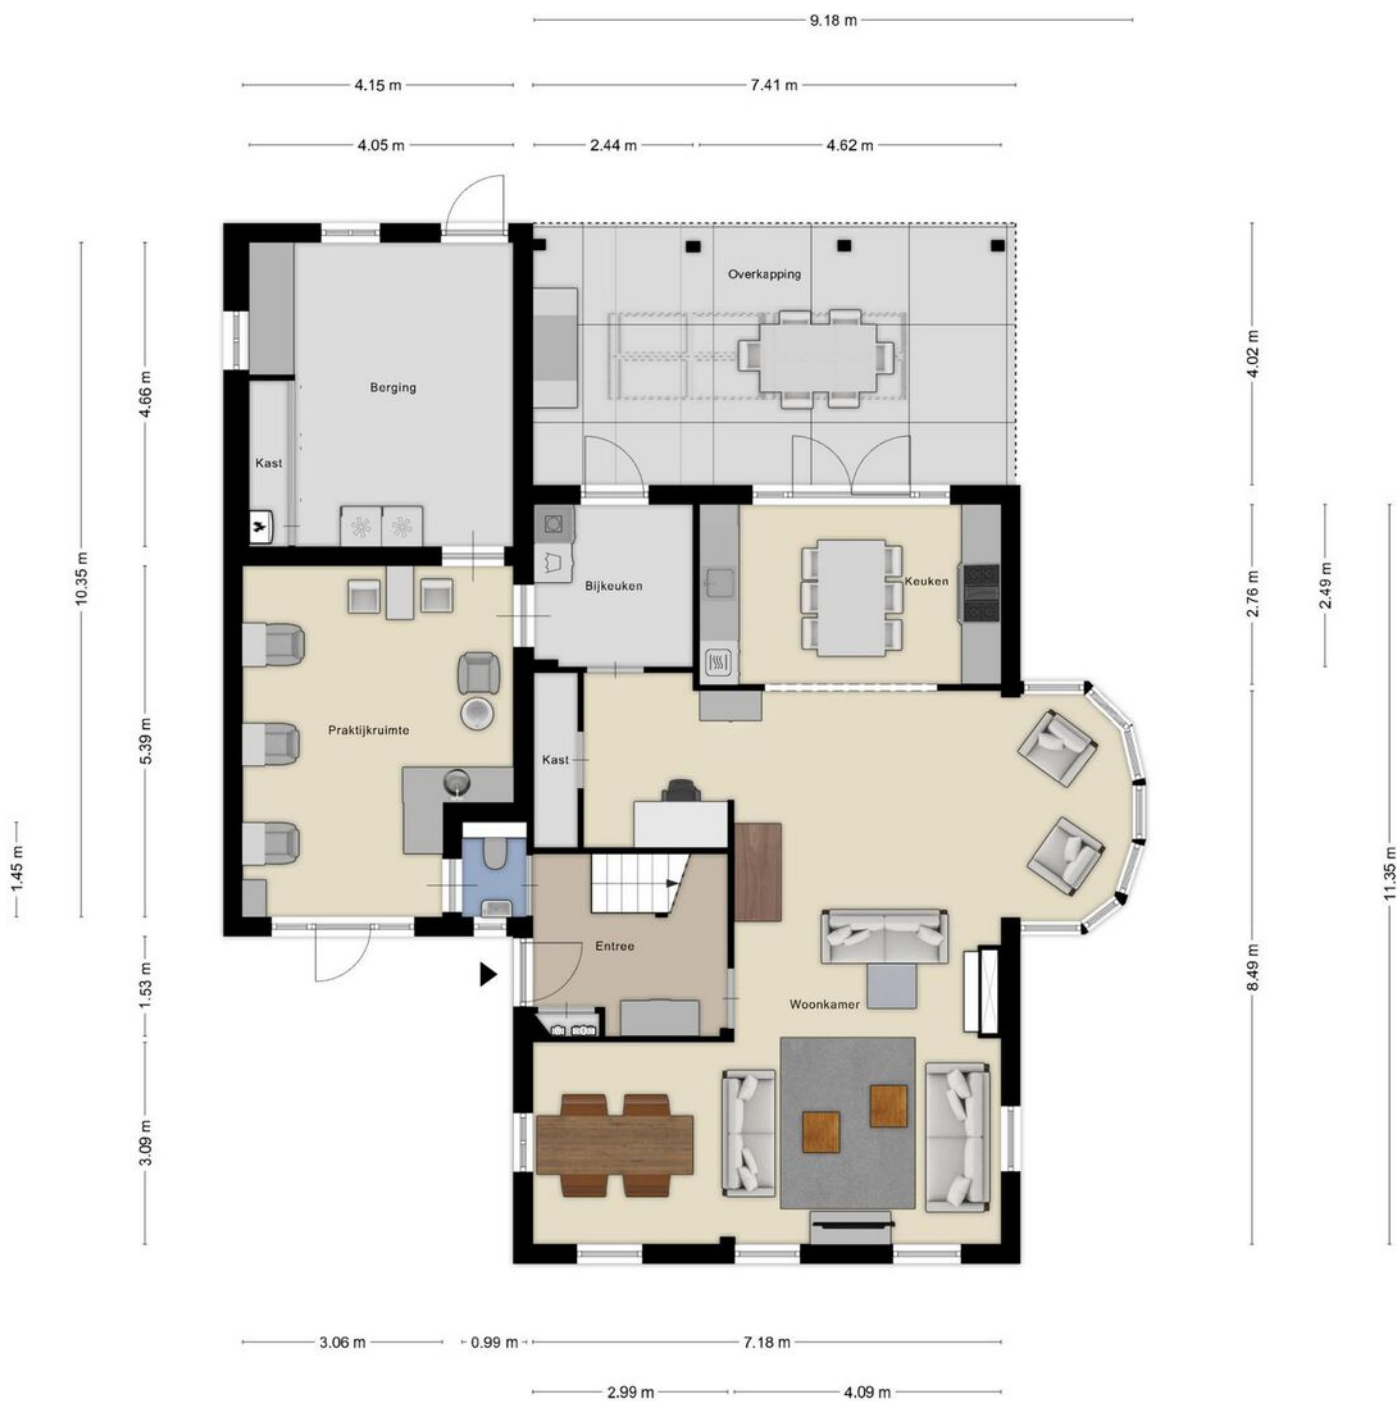 9.18 m
4.15 m
7.41 m
4.05 m
2.44 m
4.62 m
Overkapping
4.02 m
4.66 m
Berging
Kast
10.35 m
Bijkeuken
Keuken
2.76 m
2.49 m
5.39 m
Praktijkruimte
Kast
1.45 m
11.35 m
Entree
1.53 m
8.49 m
Woonkamer
3.09 m
3.06 m
0.99 m
7.18 m
2.99 m
4.09 m